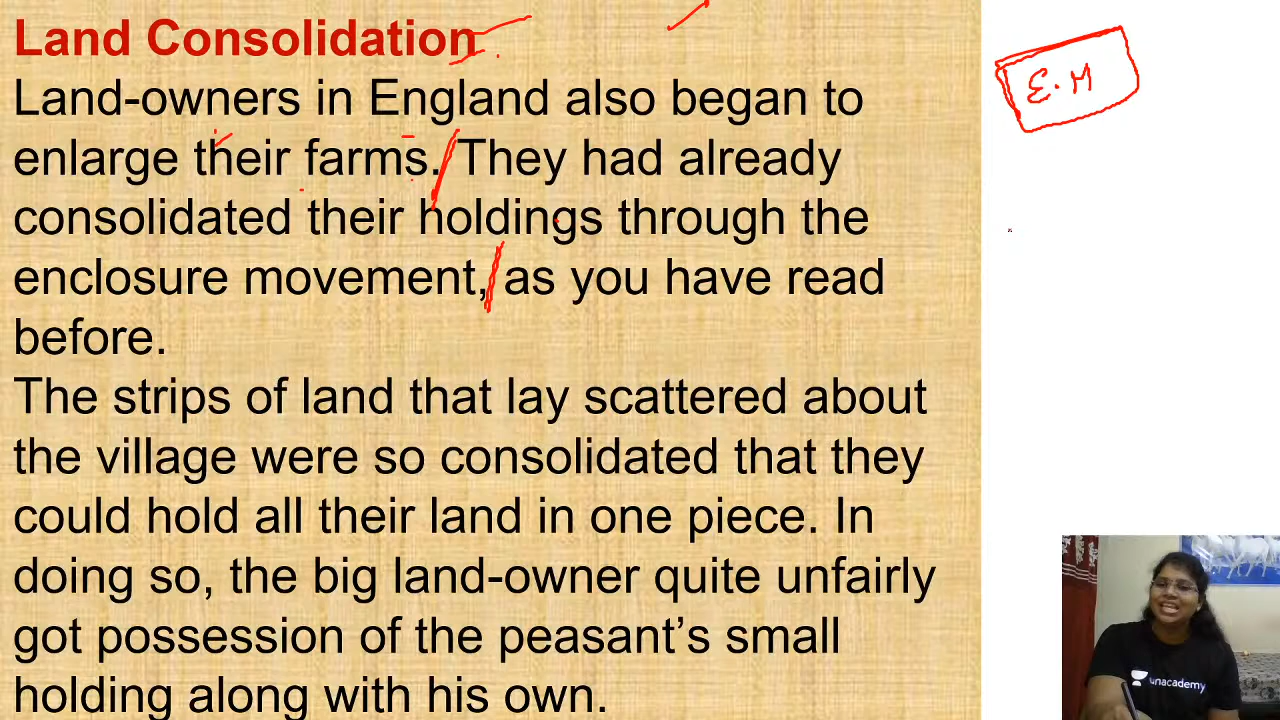 Land Consolidation
Land-owners in England also began to
enlarge their farms. They had already
consolidated their holdings through the
enclosure movement, as you have read
before.
The strips of land that lay scattered about
the village were so consolidated that they
could hold all their land in one piece. In
doing so, the big land-owner quite unfairly
got possession of the peasant’s small
holding along with his own.
E.M
unacademy